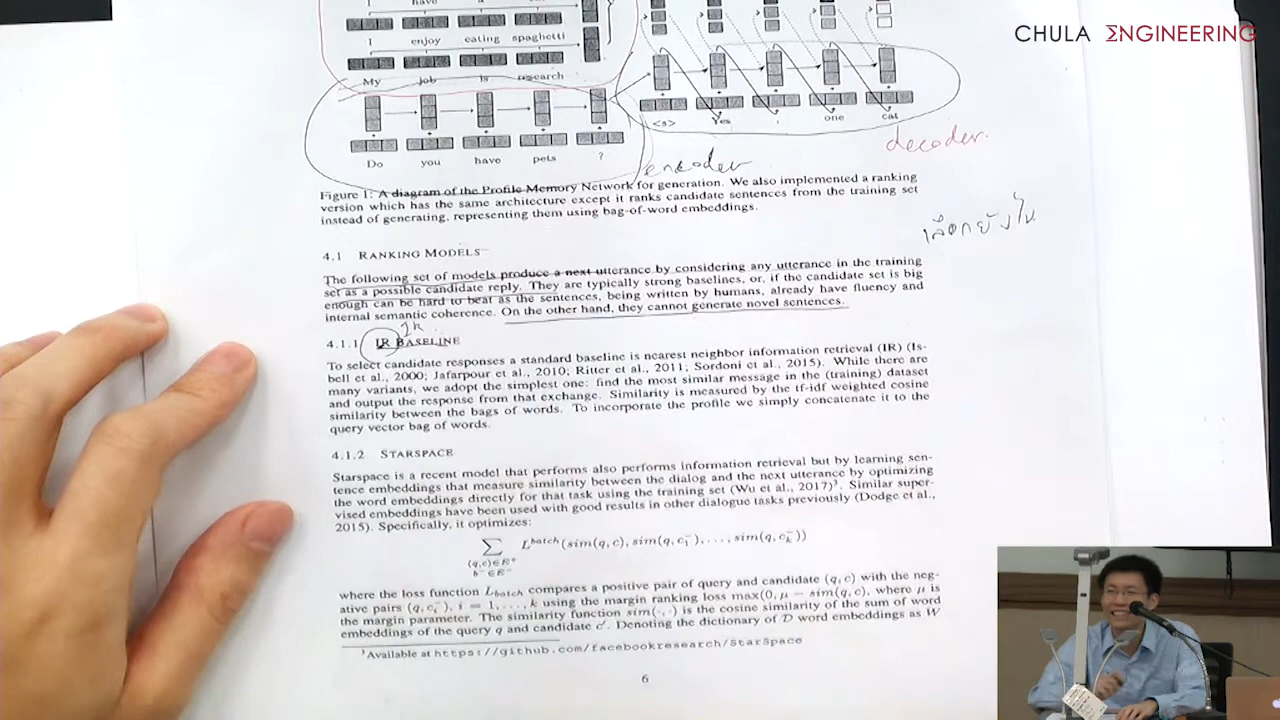 CHULA ΣNGINEERING
I have a
I enjoy eating spaghetti
My job is research
Do you have pets ?
<s> Yes , one cat
decoder.
encoder
Figure 1: A diagram of the Profile Memory Network for generation. We also implemented a ranking
version which has the same architecture except it ranks candidate sentences from the training set
instead of generating, representing them using bag-of-word embeddings.
เลือกยังไง
4.1 RANKING MODELS
The following set of models produce a next utterance by considering any utterance in the training
set as a possible candidate reply. They are typically strong baselines, or, if the candidate set is big
enough can be hard to beat as the sentences, being written by humans, already have fluency and
internal semantic coherence. On the other hand, they cannot generate novel sentences.
4.1.1 IR BASELINE
To select candidate responses a standard baseline is nearest neighbor information retrieval (IR) (Is-
bell et al., 2000; Jafarpour et al., 2010; Ritter et al., 2011; Sordoni et al., 2015). While there are
many variants, we adopt the simplest one: find the most similar message in the (training) dataset
and output the response from that exchange. Similarity is measured by the tf-idf weighted cosine
similarity between the bags of words. To incorporate the profile we simply concatenate it to the
query vector bag of words.
4.1.2 STARSPACE
Starspace is a recent model that performs also performs information retrieval but by learning sen-
tence embeddings that measure similarity between the dialog and the next utterance by optimizing
the word embeddings directly for that task using the training set (Wu et al., 2017)³. Similar super-
vised embeddings have been used with good results in other dialogue tasks previously (Dodge et al.,
2015). Specifically, it optimizes:
∑ L^batch(sim(q, c), sim(q, c₁⁻), . . . , sim(q, cₖ⁻))
(q,c)∈E⁺
b⁻∈E⁻
where the loss function L_batch compares a positive pair of query and candidate (q, c) with the neg-
ative pairs (q, cᵢ⁻), i = 1, . . . , k using the margin ranking loss max(0, μ − sim(q, c), where μ is
the margin parameter. The similarity function sim(·, ·) is the cosine similarity of the sum of word
embeddings of the query q and candidate c′. Denoting the dictionary of D word embeddings as W
³Available at https://github.com/facebookresearch/StarSpace
6